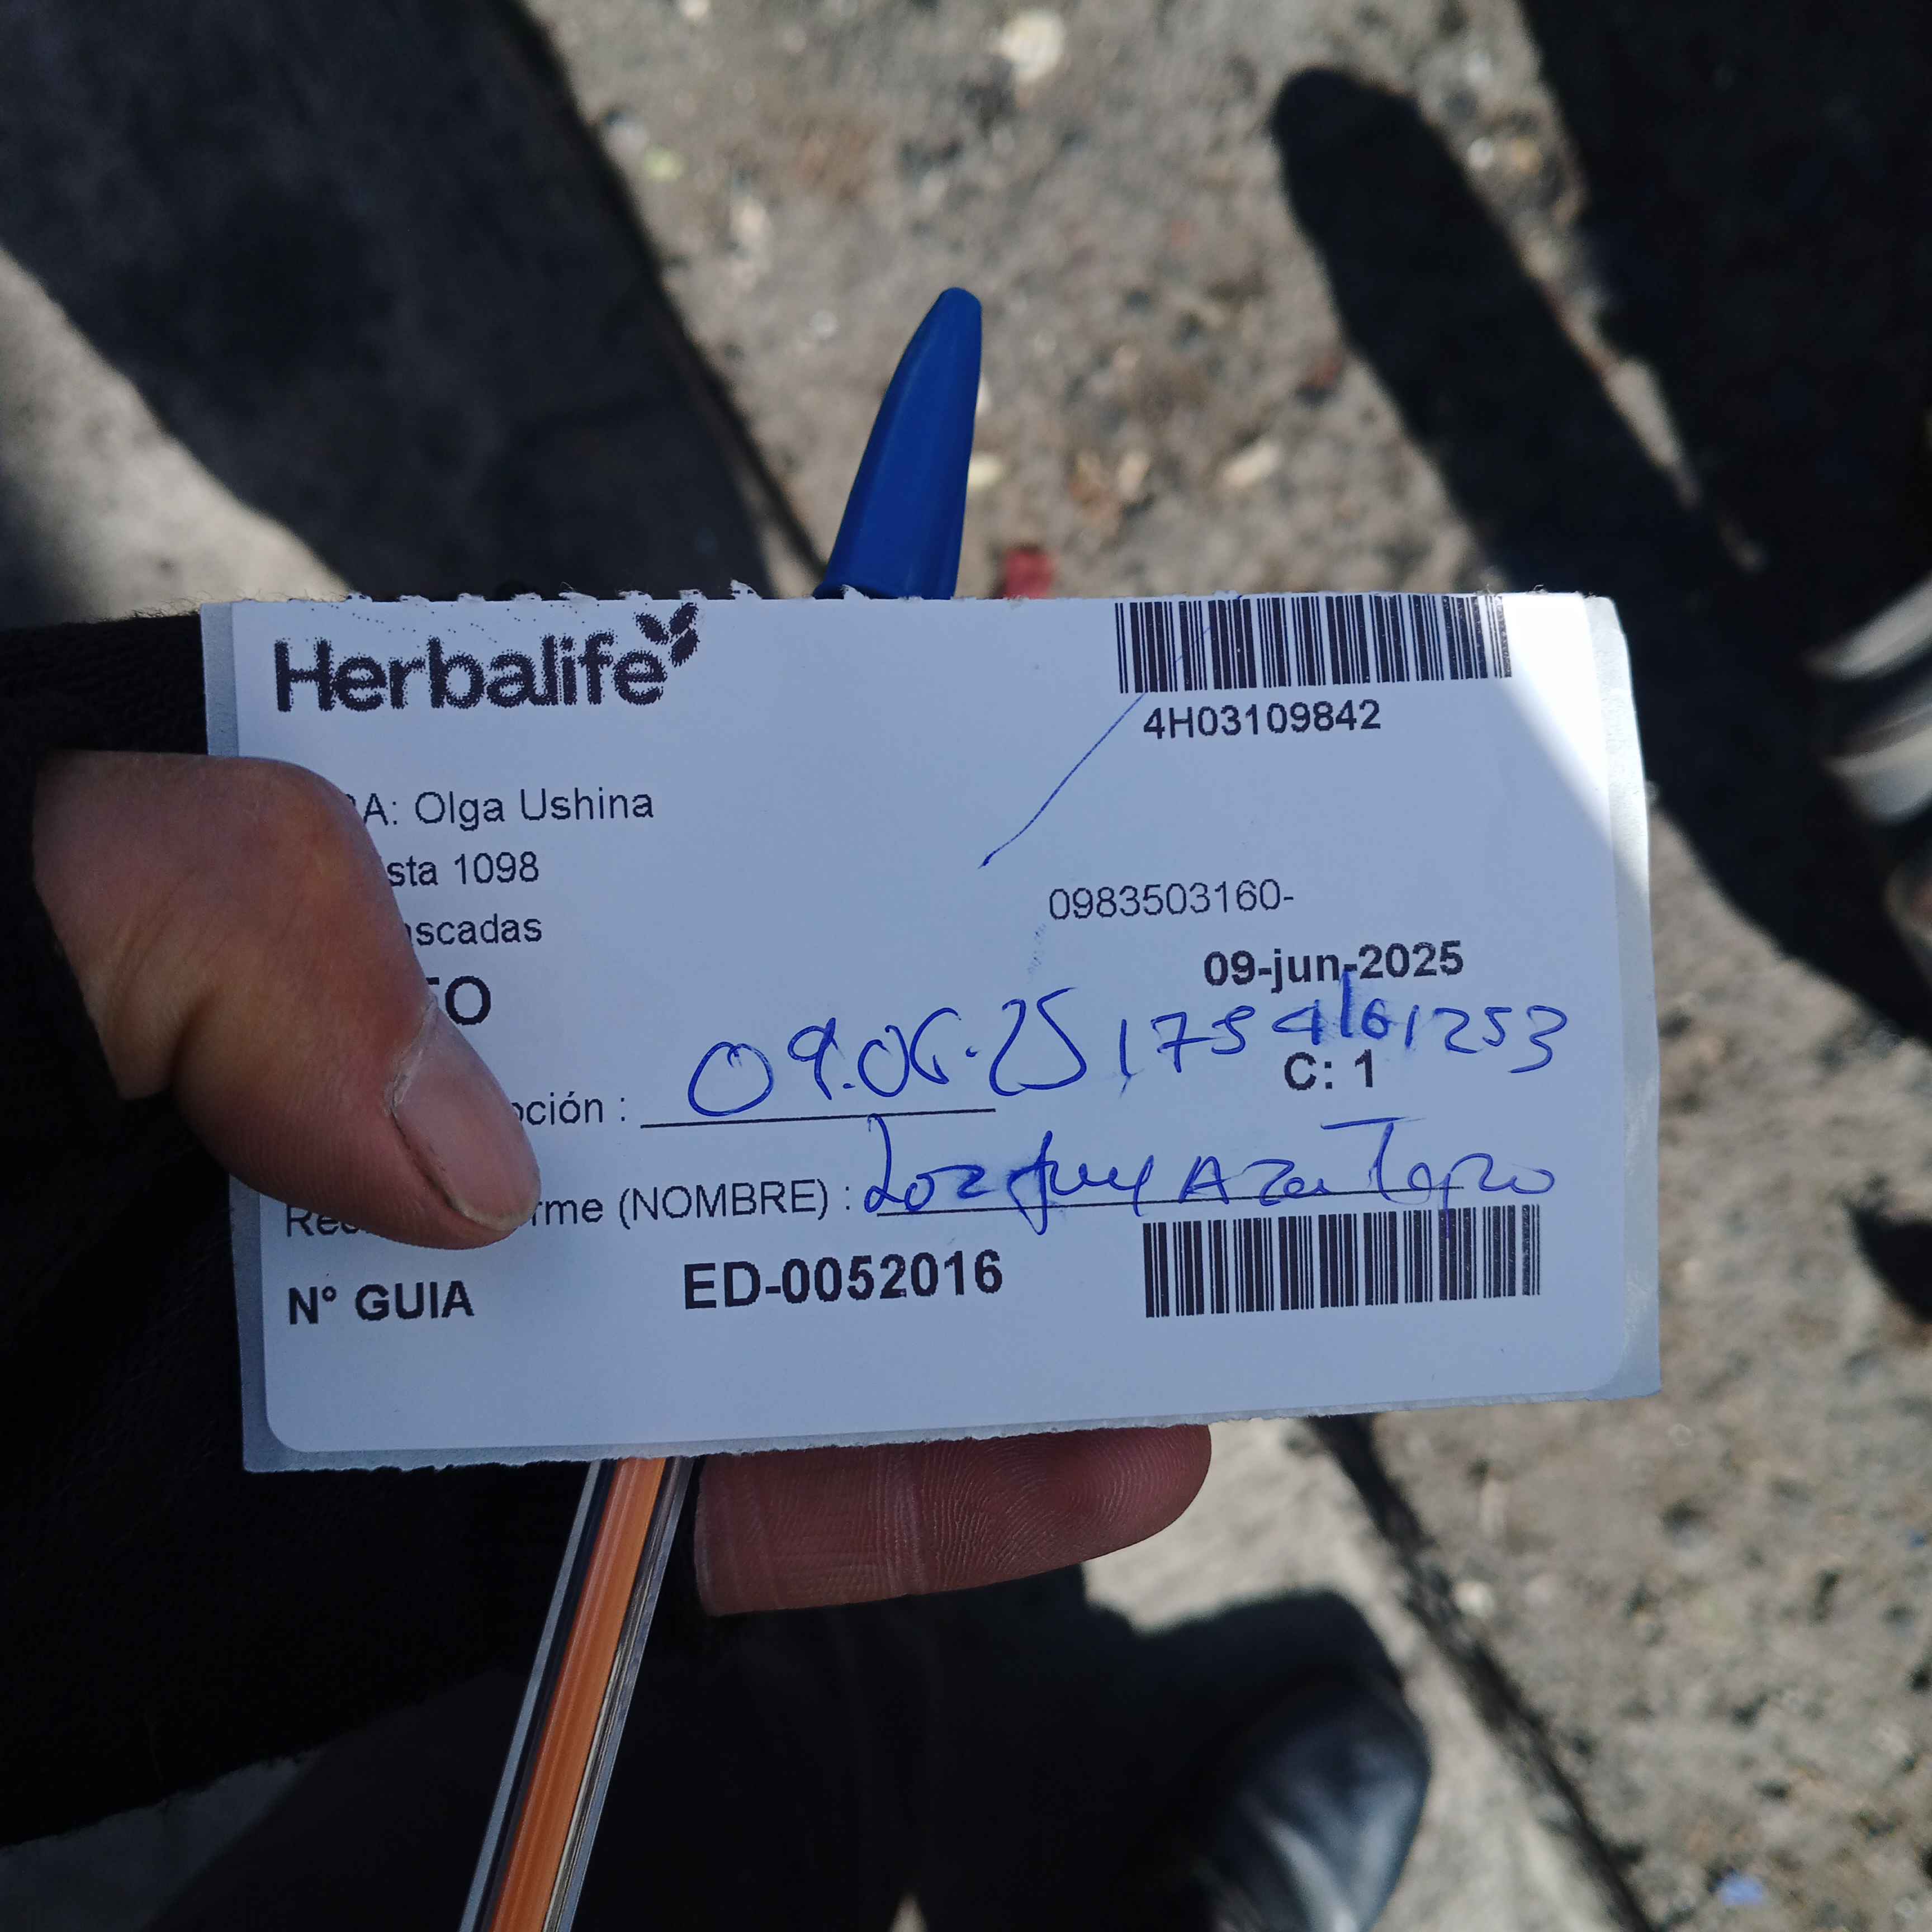 Herbalife
4H03109842
A: Olga Ushina
sta 1098
scadas
0983503160-
TO
09-jun-2025
09.06.25
C: 1
ción :
rme (NOMBRE) :
N° GUIA ED-0052016